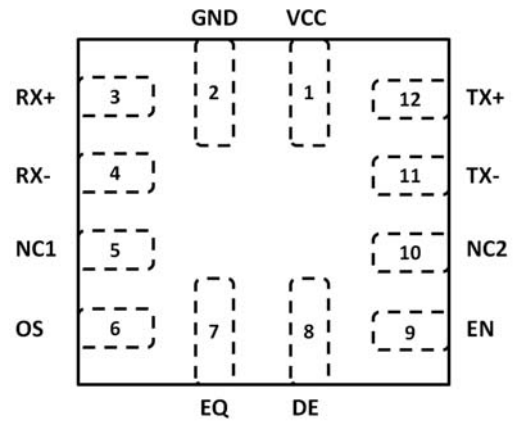 GND VCC
RX+ 3 2 1 12 TX+
RX- 4 11 TX-
NC1 5 10 NC2
OS 6 7 8 9 EN
EQ DE